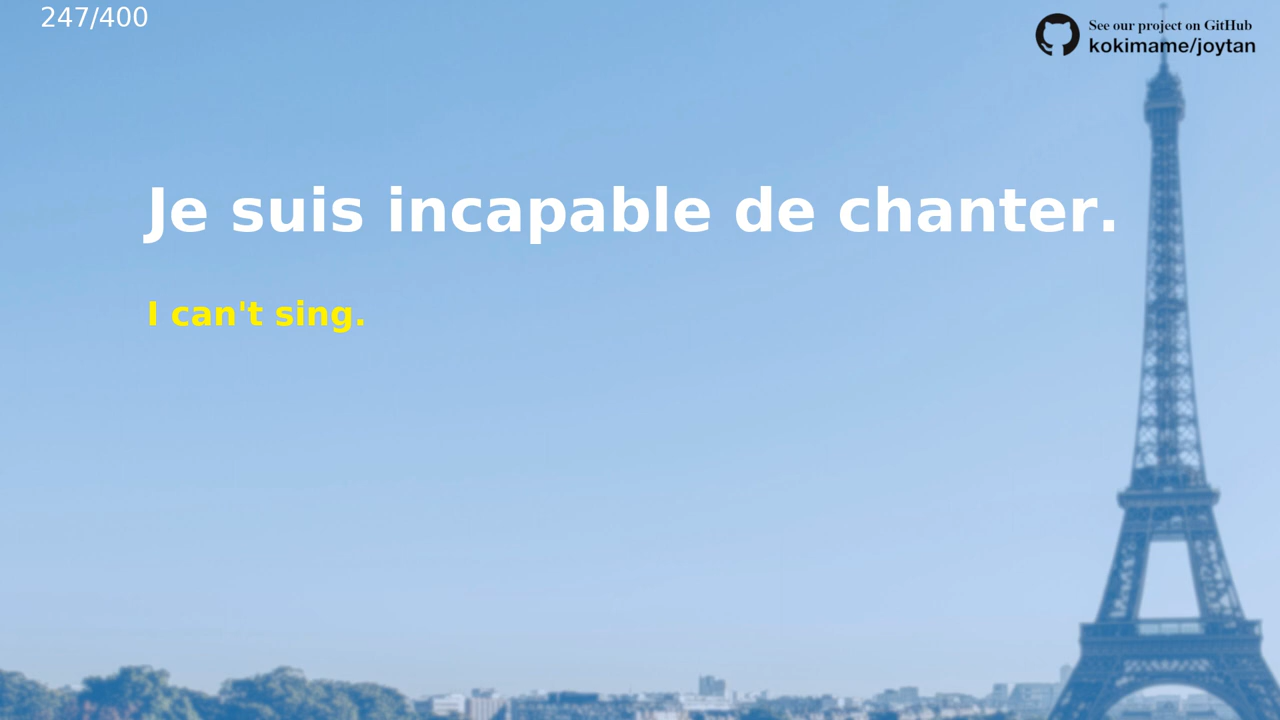 247/400
See our project on GitHub
kokimame/joytan
Je suis incapable de chanter.
I can't sing.